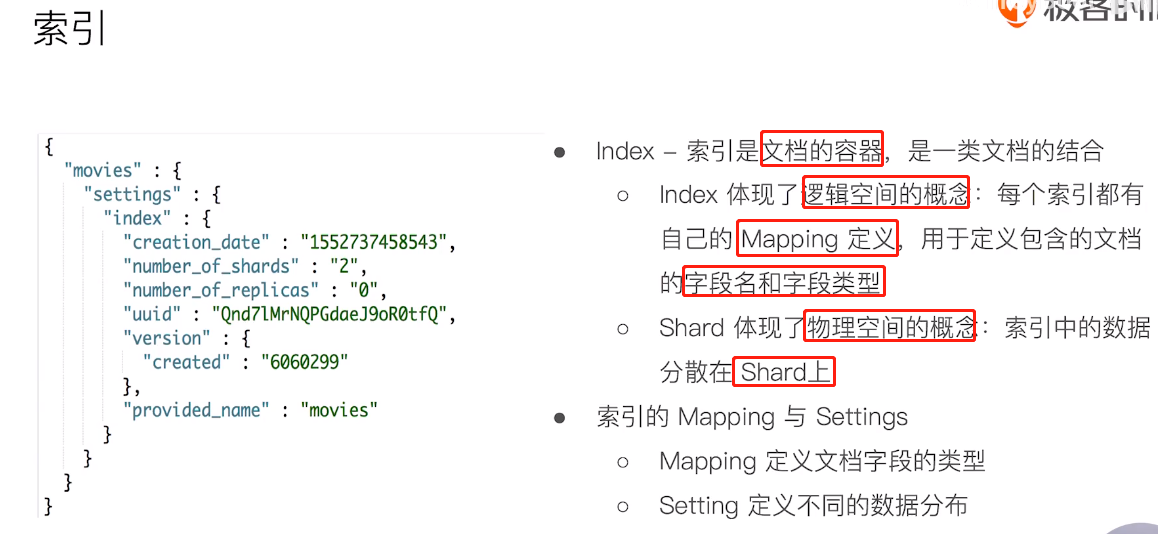 索引
{
"movies" : {
"settings" : {
"index" : {
"creation_date" : "1552737458543",
"number_of_shards" : "2",
"number_of_replicas" : "0",
"uuid" : "Qnd7lMrNQPGdaeJ9oR0tfQ",
"version" : {
"created" : "6060299"
},
"provided_name" : "movies"
}
}
}
}
Index – 索引是文档的容器，是一类文档的结合
Index 体现了逻辑空间的概念：每个索引都有
自己的 Mapping 定义，用于定义包含的文档
的字段名和字段类型
Shard 体现了物理空间的概念：索引中的数据
分散在 Shard上
索引的 Mapping 与 Settings
Mapping 定义文档字段的类型
Setting 定义不同的数据分布